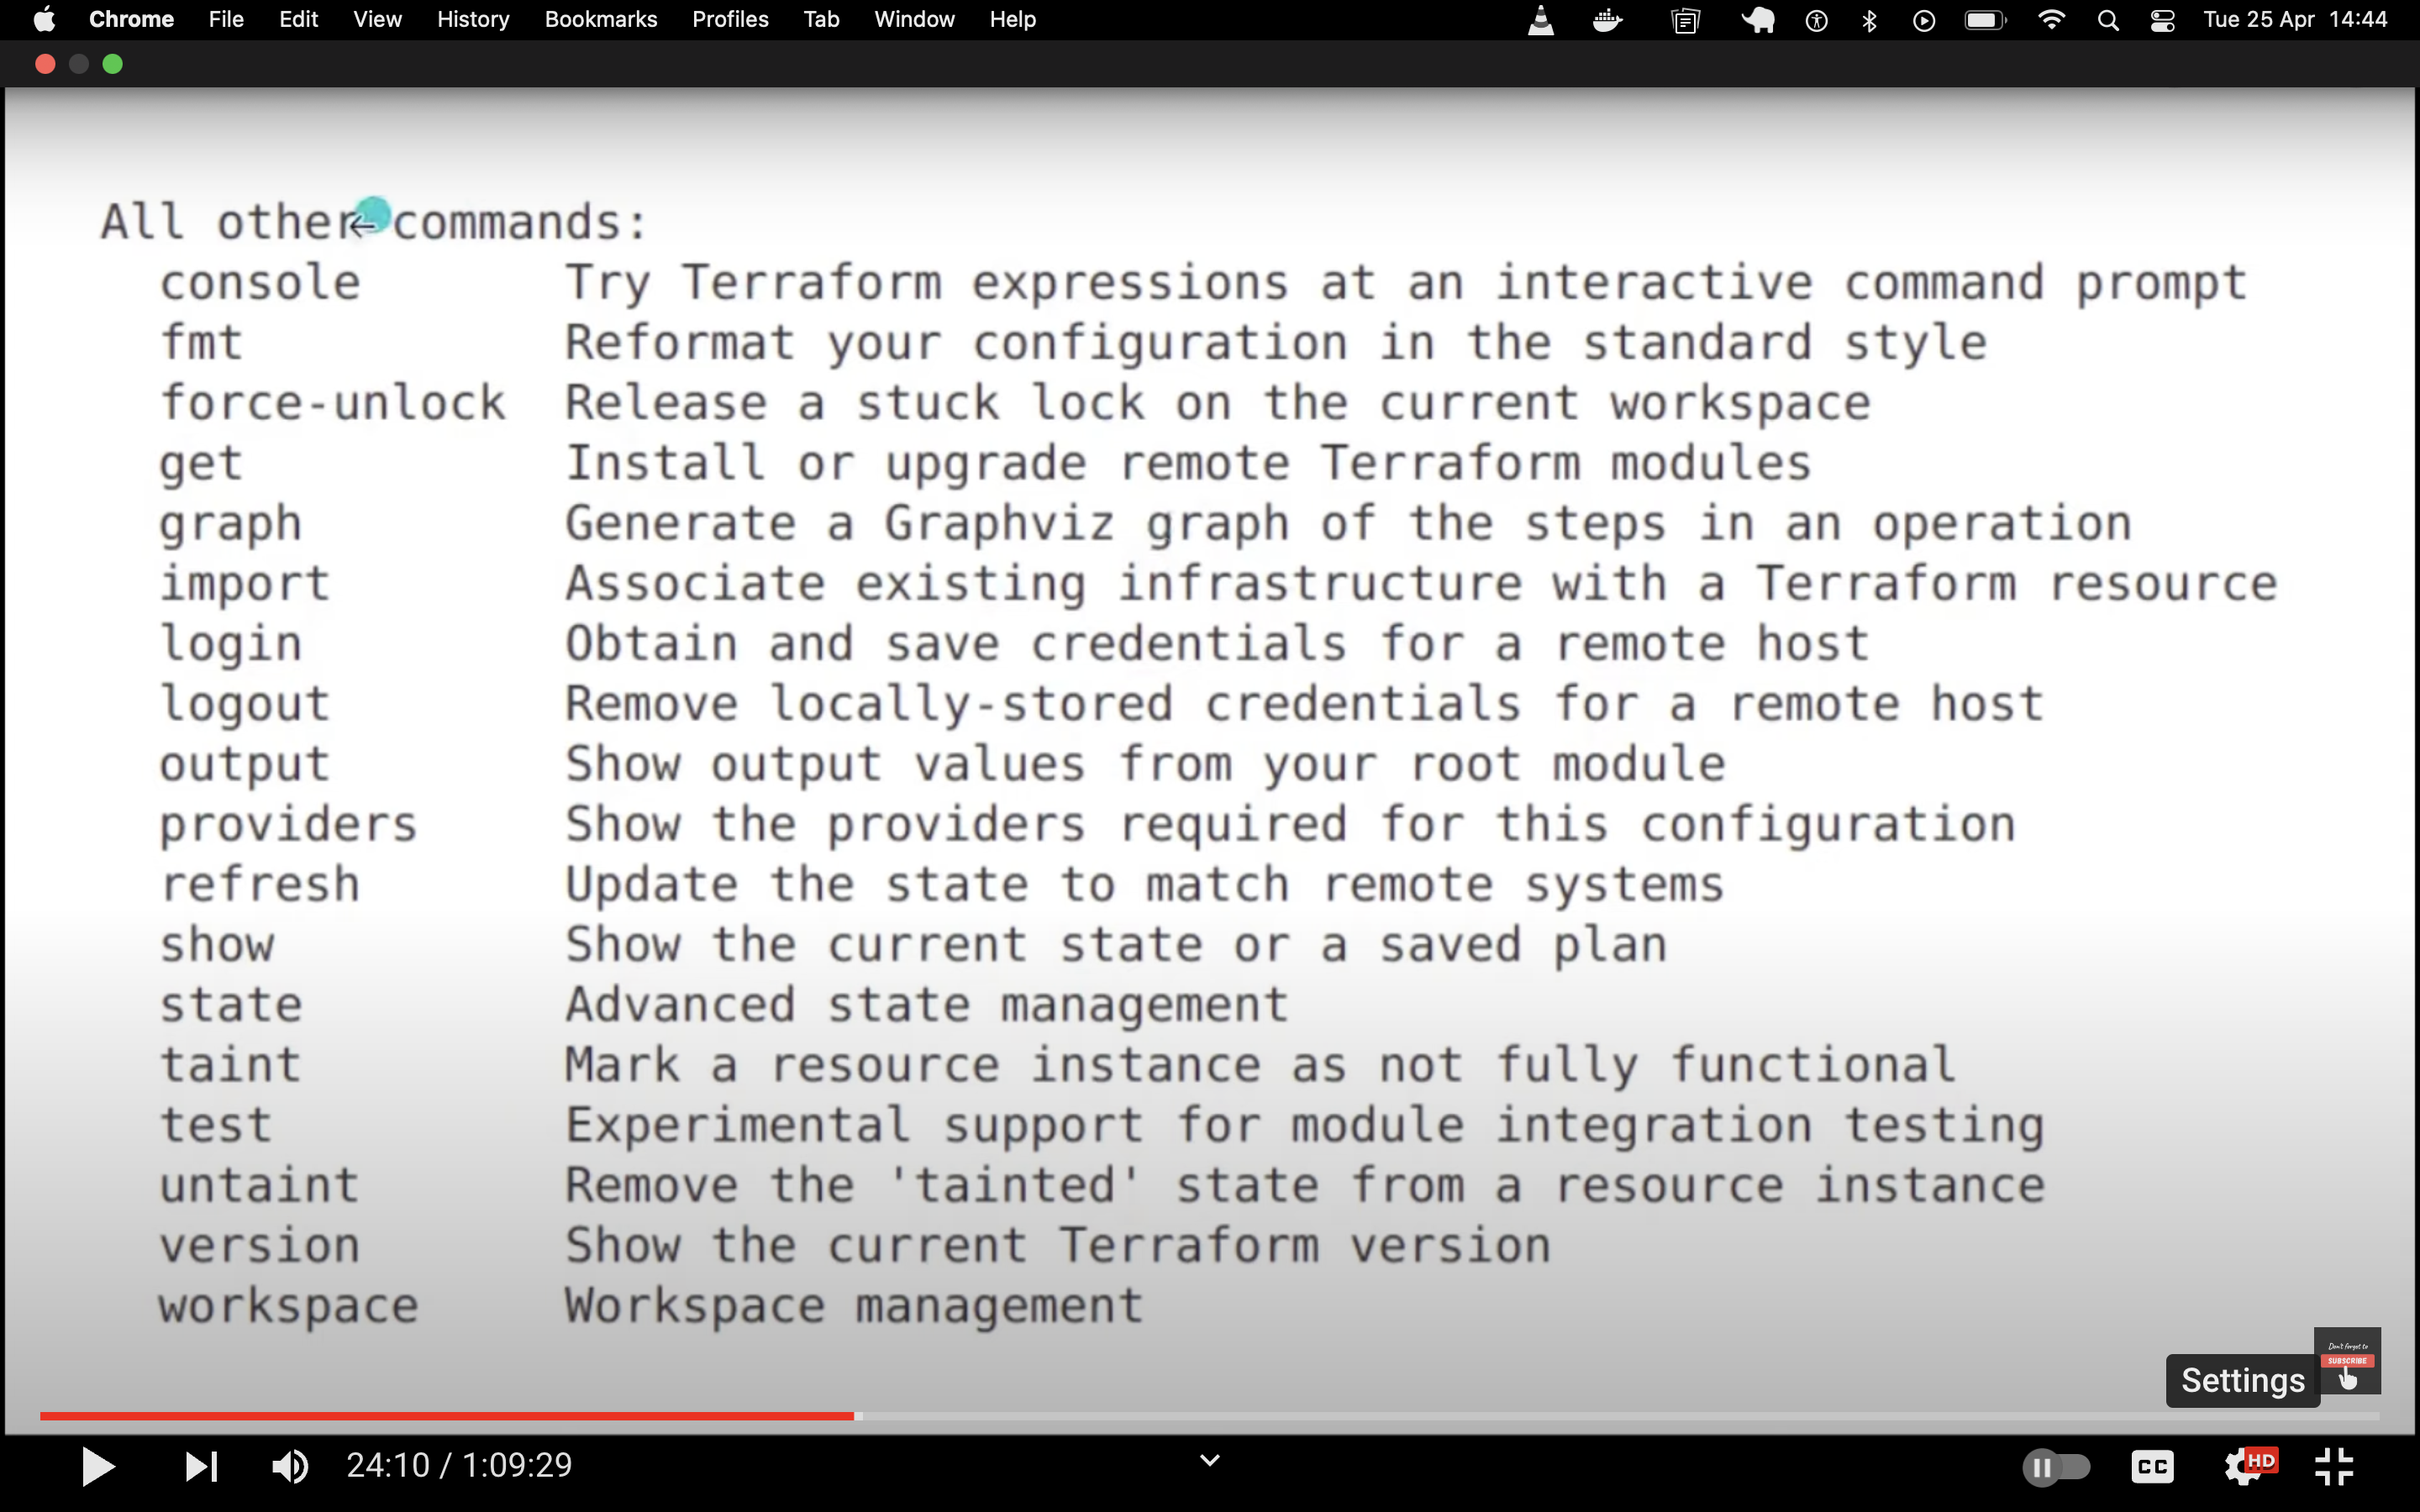 Chrome File Edit View History Bookmarks Profiles Tab Window Help Tue 25 Apr 14:44
All other commands:
console Try Terraform expressions at an interactive command prompt
fmt Reformat your configuration in the standard style
force-unlock Release a stuck lock on the current workspace
get Install or upgrade remote Terraform modules
graph Generate a Graphviz graph of the steps in an operation
import Associate existing infrastructure with a Terraform resource
login Obtain and save credentials for a remote host
logout Remove locally-stored credentials for a remote host
output Show output values from your root module
providers Show the providers required for this configuration
refresh Update the state to match remote systems
show Show the current state or a saved plan
state Advanced state management
taint Mark a resource instance as not fully functional
test Experimental support for module integration testing
untaint Remove the 'tainted' state from a resource instance
version Show the current Terraform version
workspace Workspace management
Don't forget to
SUBSCRIBE
Settings
24:10 / 1:09:29 CC HD